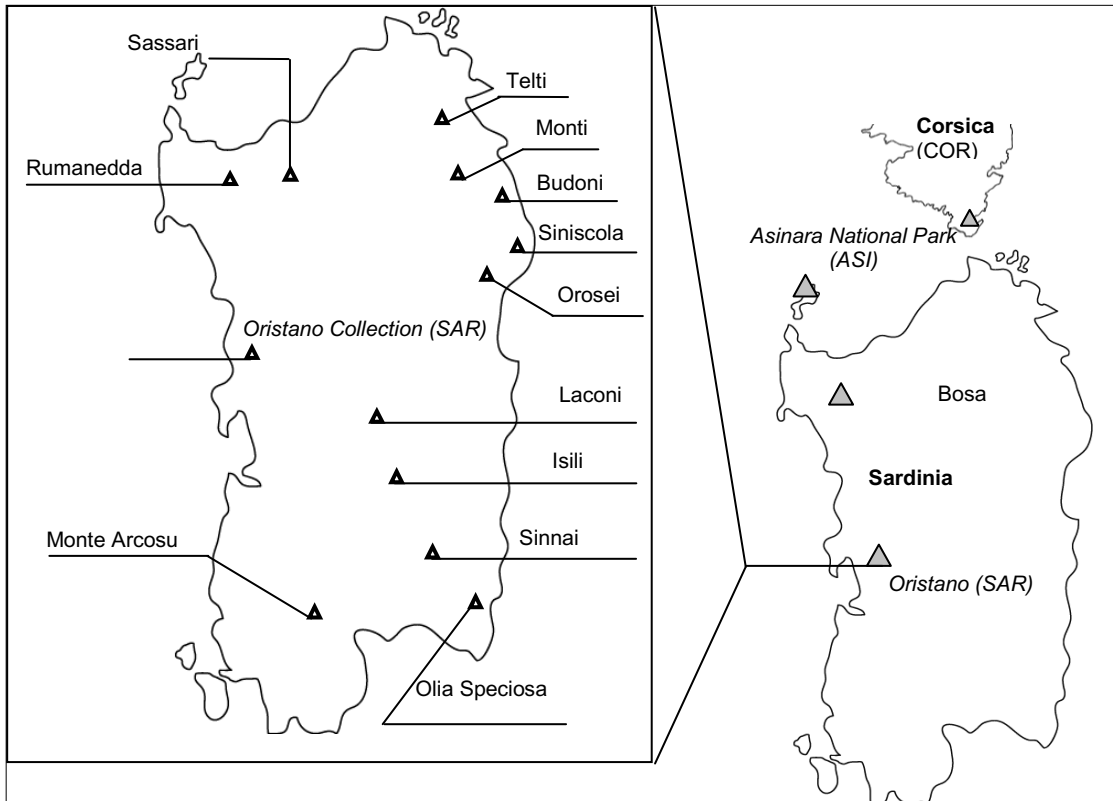 Sassari
Telti
Monti
Rumanedda
Budoni
Siniscola
Orosei
Oristano Collection (SAR)
Laconi
Isili
Sinnai
Monte Arcosu
Olia Speciosa
Corsica
(COR)
Asinara National Park
(ASI)
Bosa
Sardinia
Oristano (SAR)